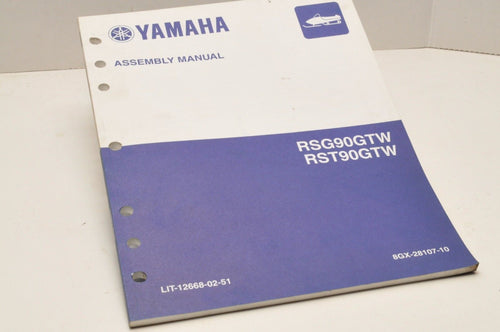 YAMAHA
ASSEMBLY MANUAL
RSG90GTW
RST90GTW
LIT-12668-02-51
8GX-28107-10